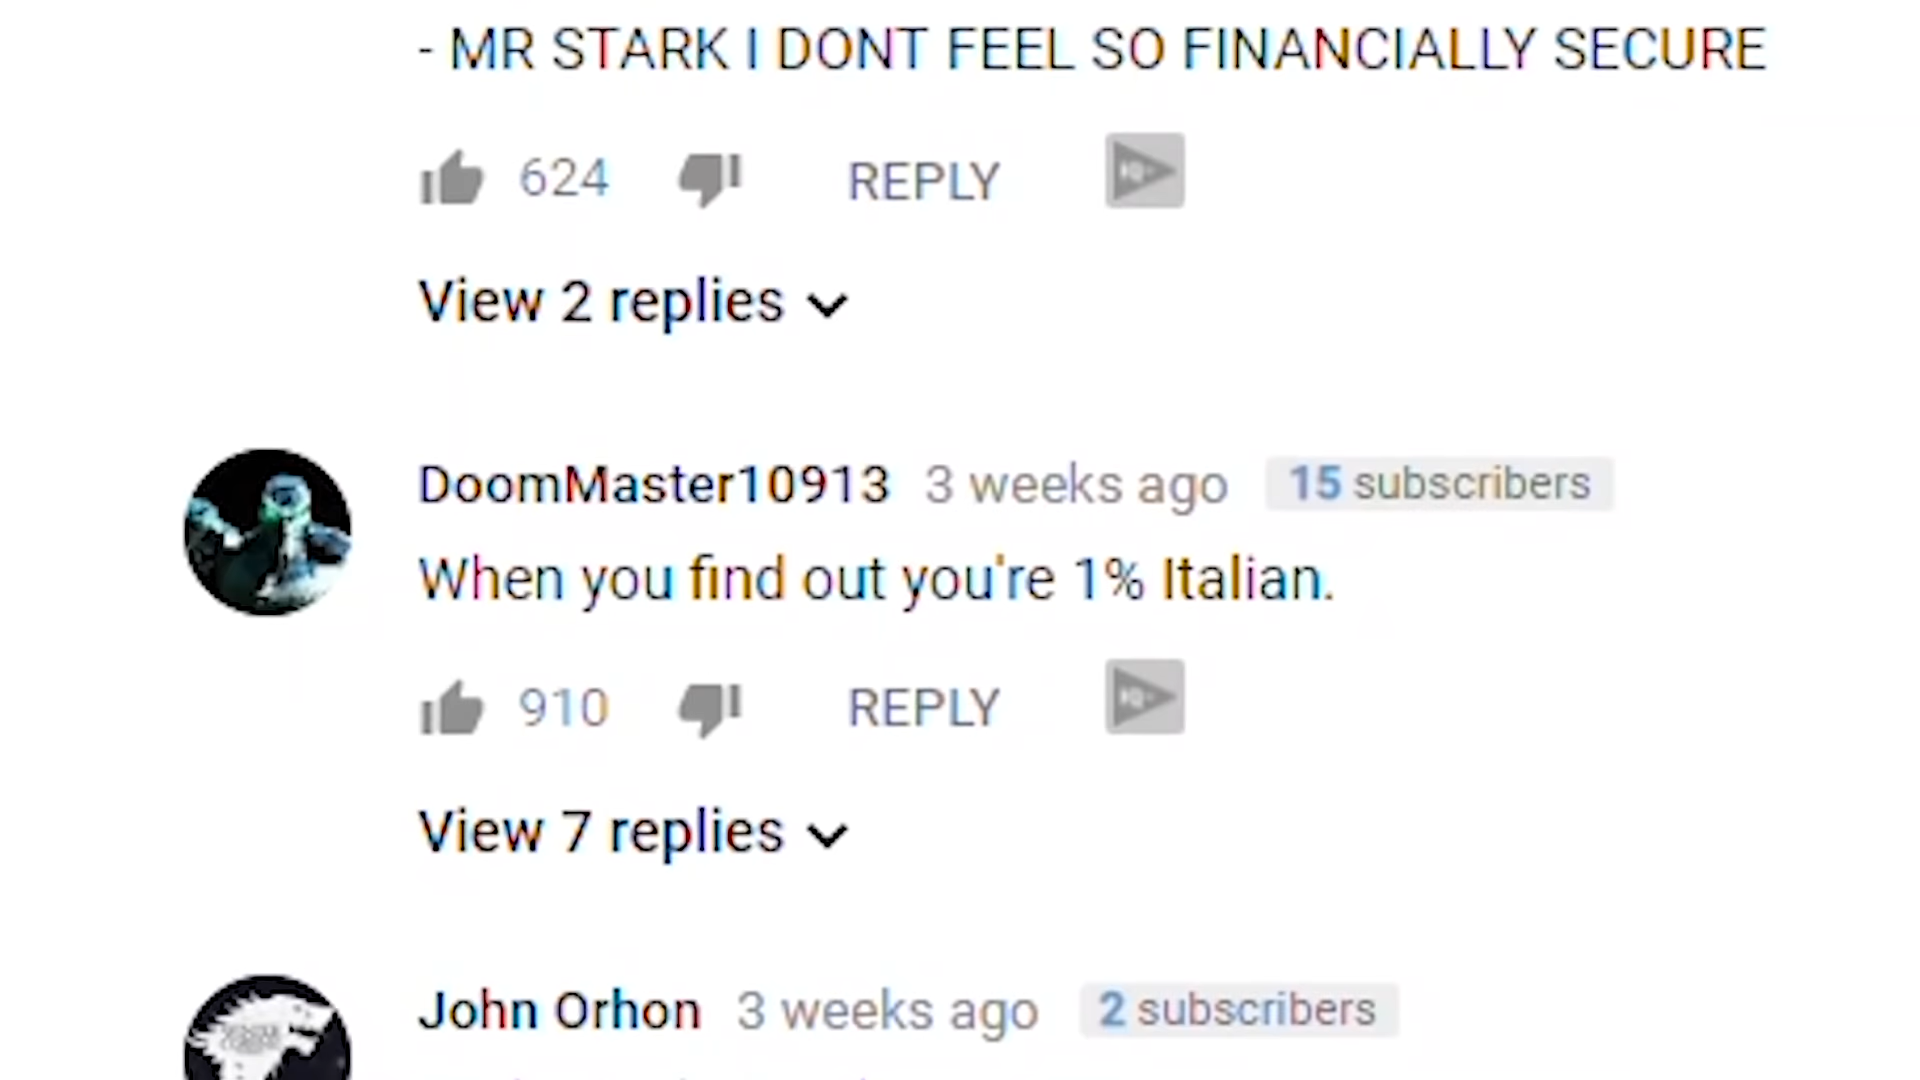 - MR STARK I DONT FEEL SO FINANCIALLY SECURE
624 REPLY
View 2 replies
DoomMaster10913 3 weeks ago 15 subscribers
When you find out you're 1% Italian.
910 REPLY
View 7 replies
John Orhon 3 weeks ago 2 subscribers